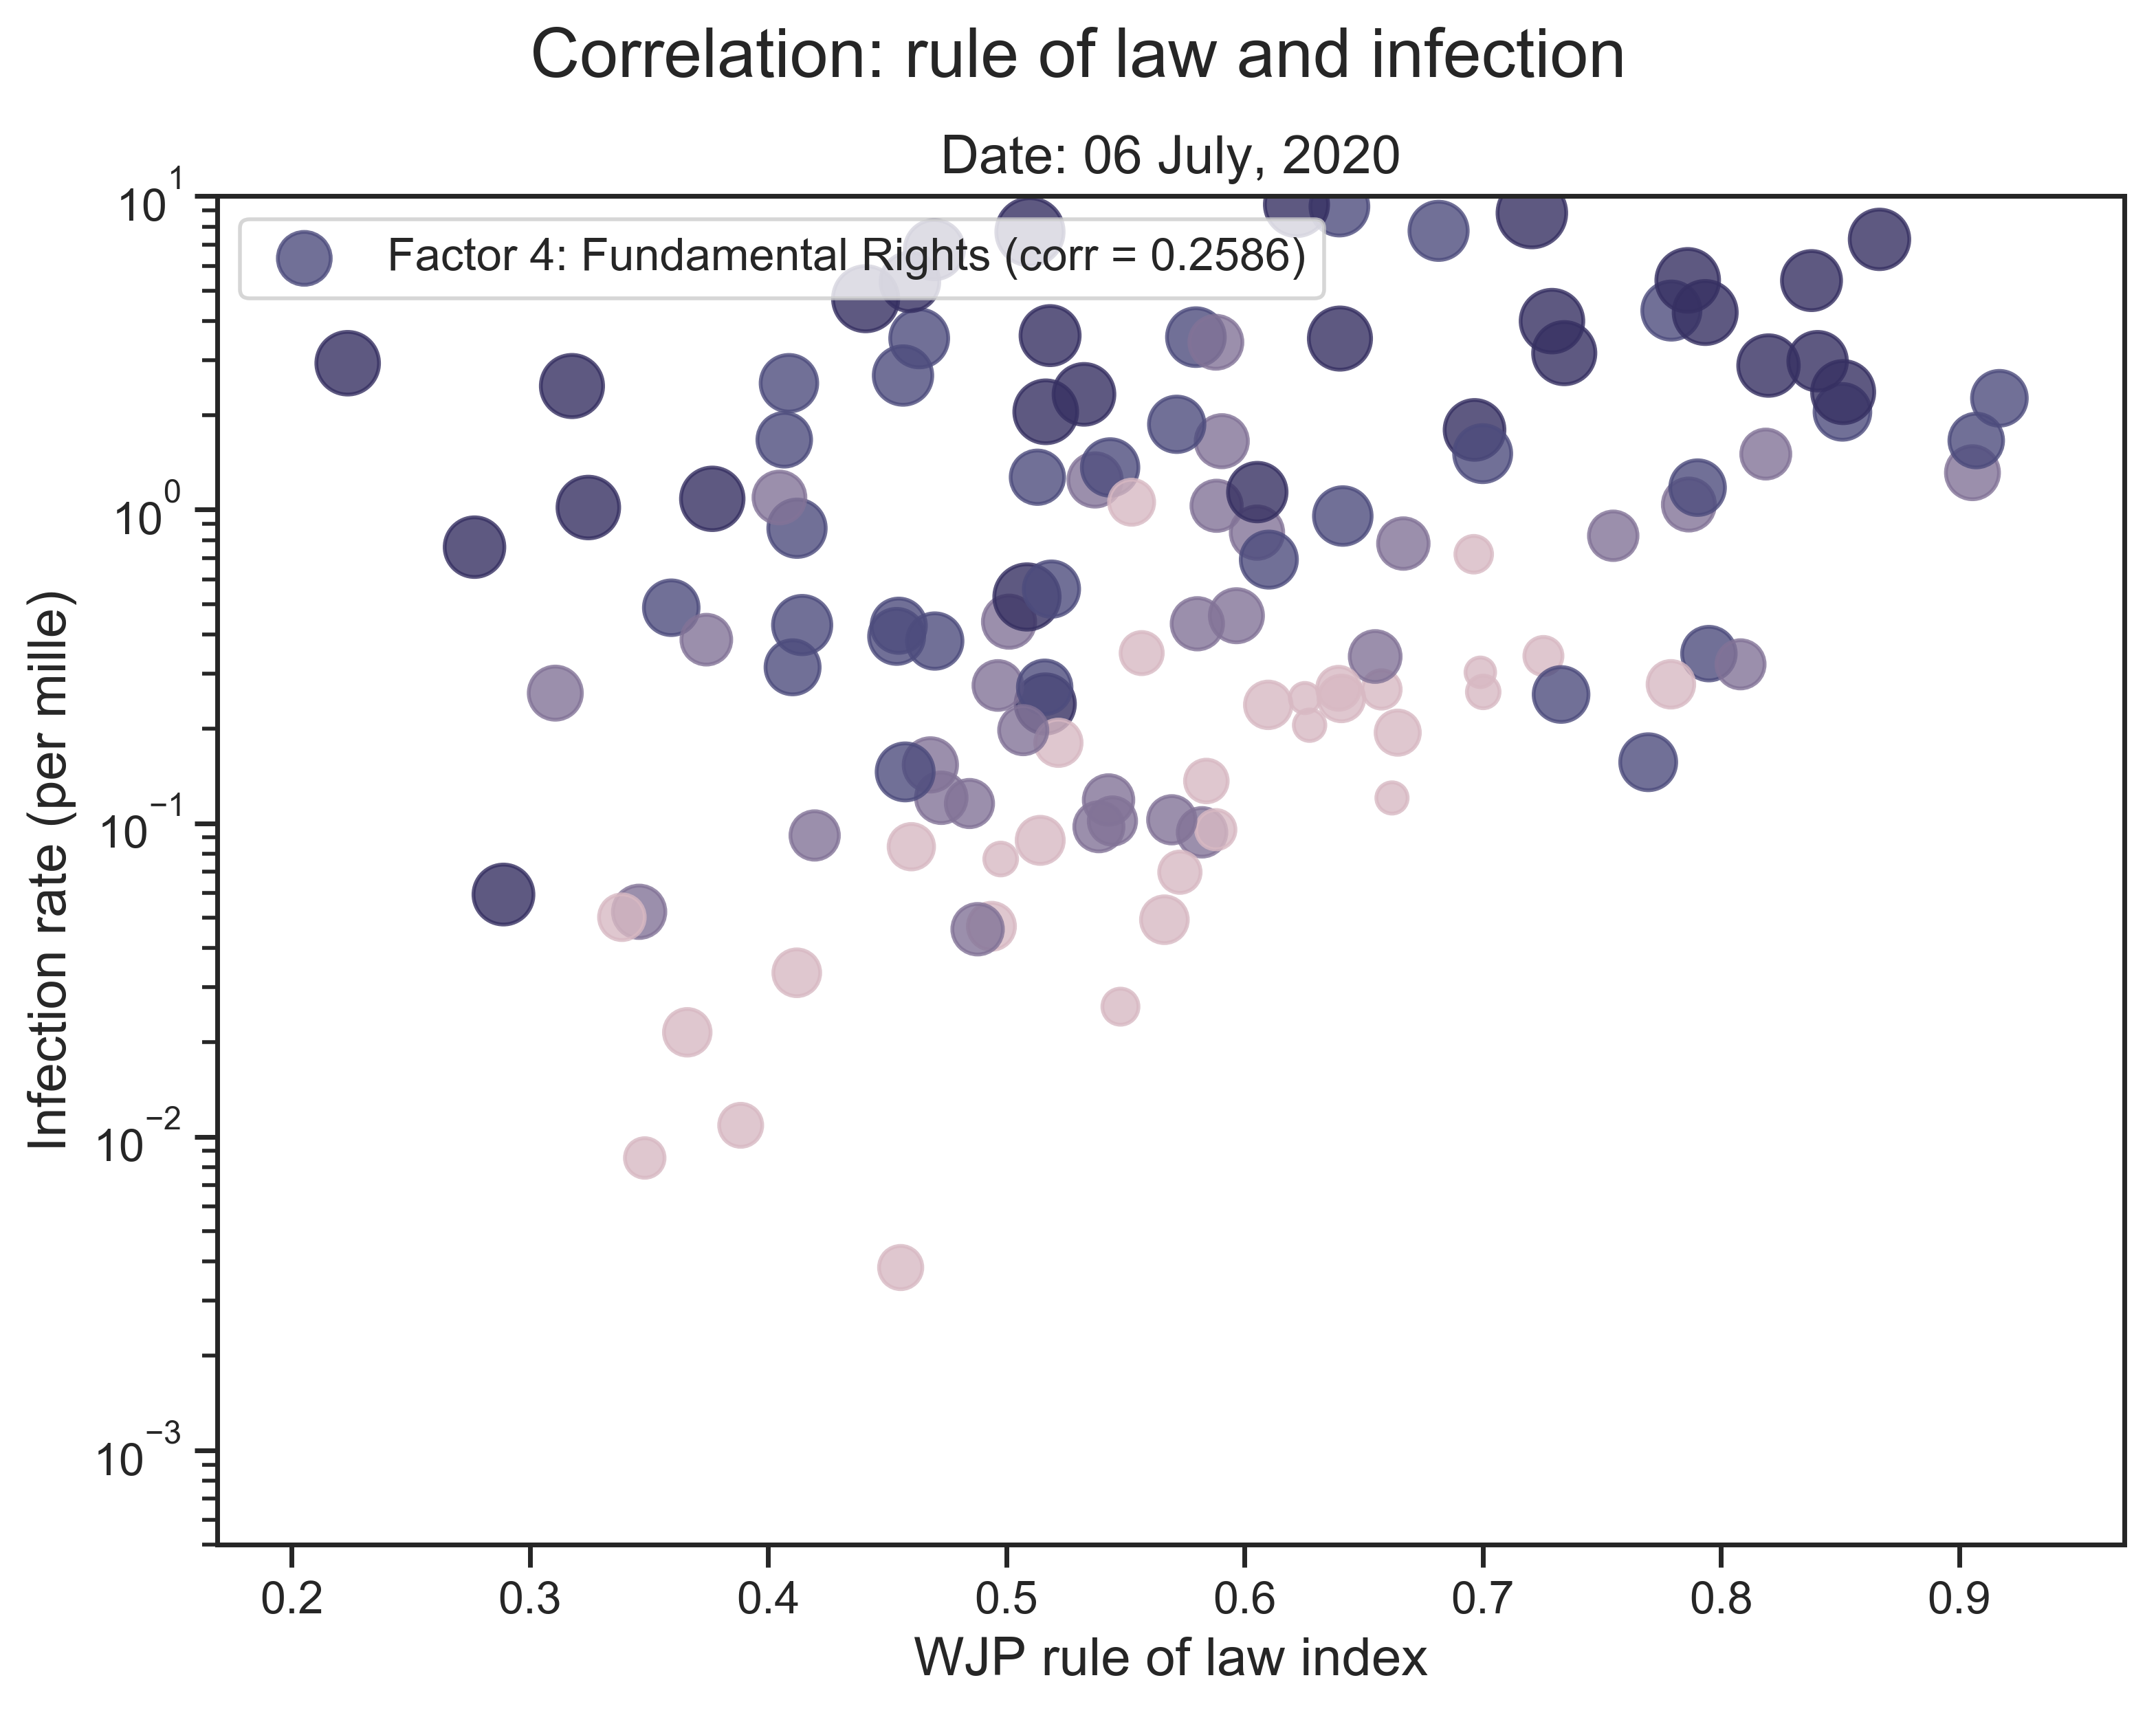 Correlation: rule of law and infection
Date: 06 July, 2020
Factor 4: Fundamental Rights (corr = 0.2586)
Infection rate (per mille)
10^1
10^0
10^−1
10^−2
10^−3
0.2 0.3 0.4 0.5 0.6 0.7 0.8 0.9
WJP rule of law index